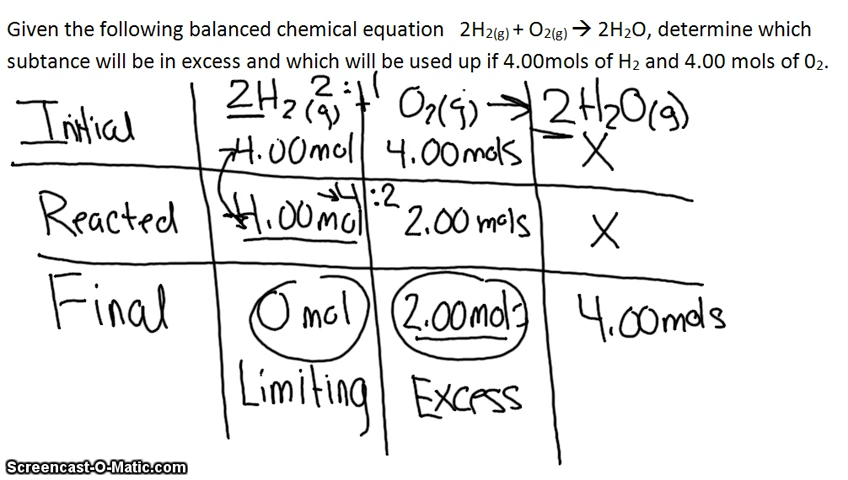 Given the following balanced chemical equation 2H2(g) + O2(g) → 2H2O, determine which
subtance will be in excess and which will be used up if 4.00mols of H2 and 4.00 mols of 02.
Initial 2H2(g) 2:1 O2(g) → 2H2O(g)
4.00mol 4.00mols X
Reacted 4.00mol 4:2 2.00 mols X
Final 0 mol 2.00mols 4.00mols
Limiting Excess
Screencast-O-Matic.com